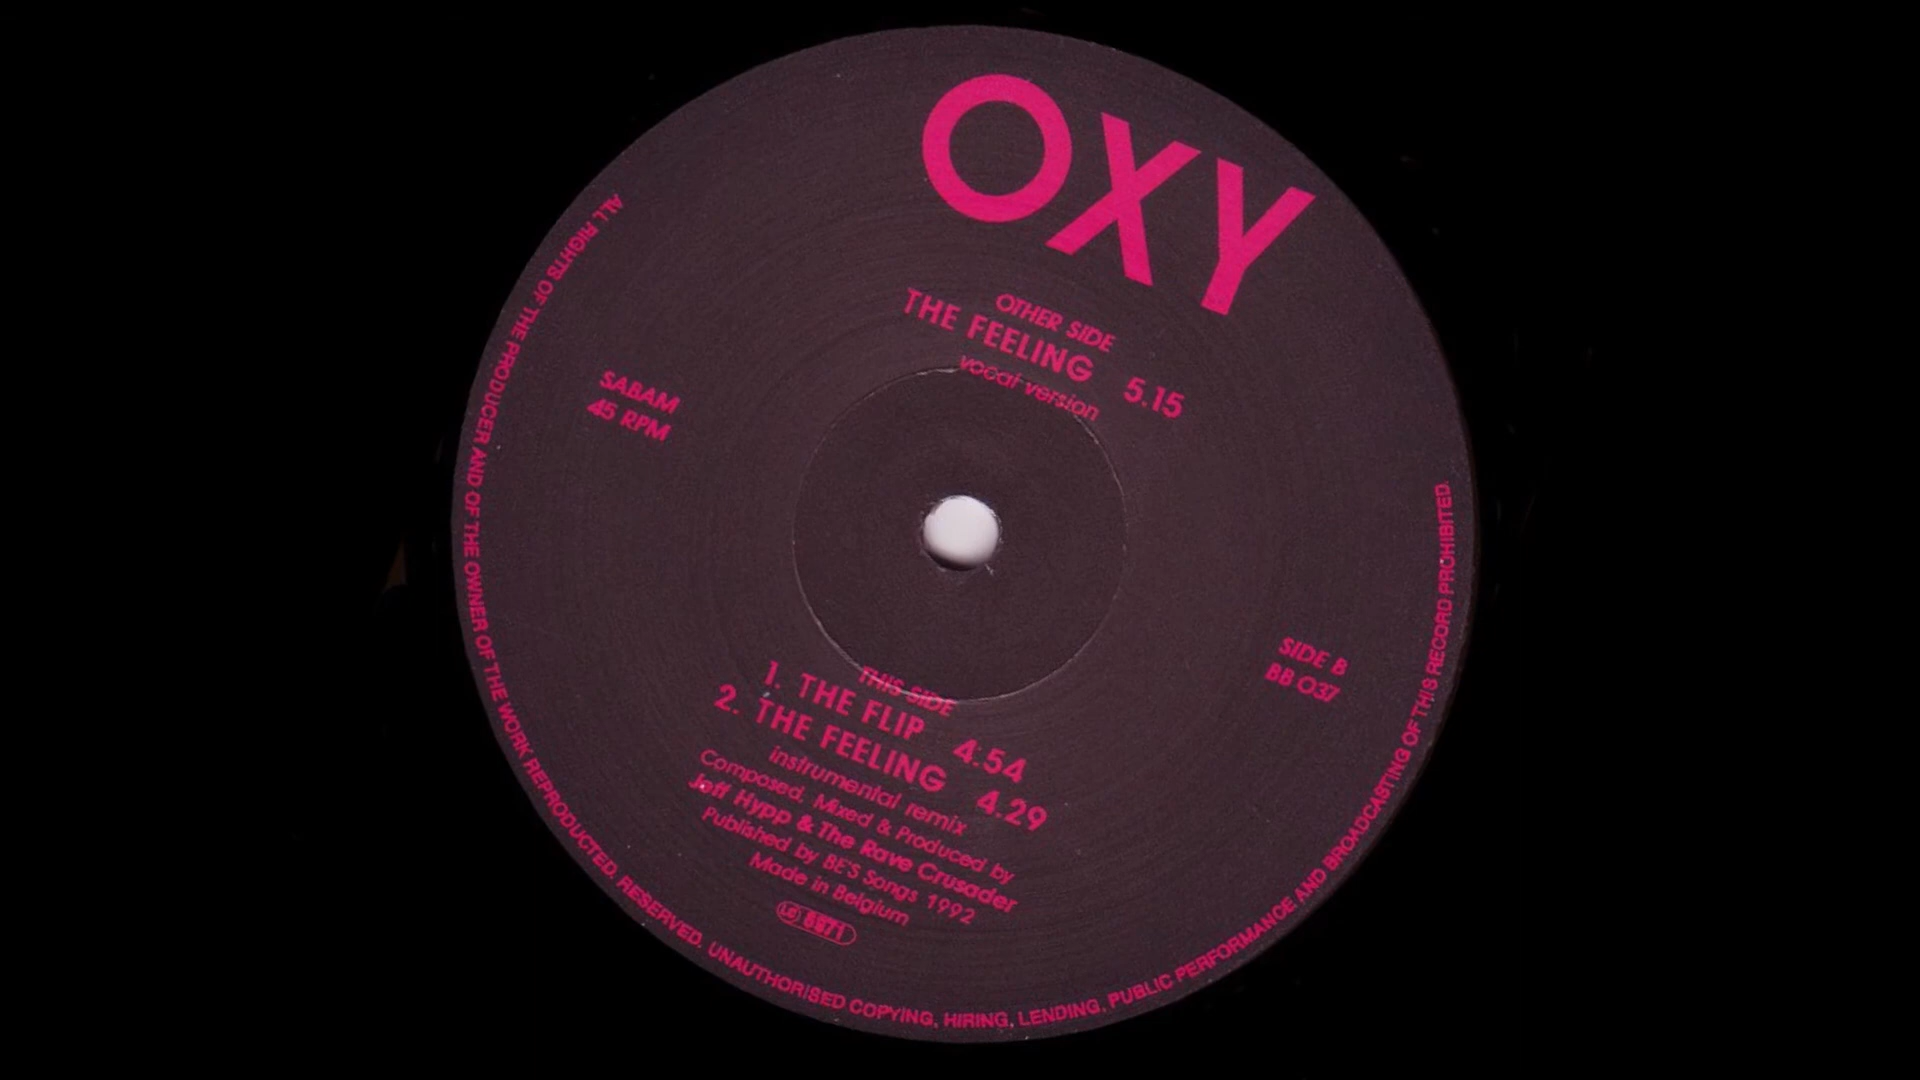 OXY
OTHER SIDE
THE FEELING 5.15
vocal version
SABAM
45 RPM
SIDE B
BB 037
THIS SIDE
1. THE FLIP 4:54
2. THE FEELING 4.29
instrumental remix
Composed, Mixed & Produced by
Jeff Hypp & The Rave Crusader
Published by BE'S Songs 1992
Made in Belgium
LC
ALL RIGHTS OF THE PRODUCER AND OF THE OWNER OF THE WORK REPRODUCED. RESERVED. UNAUTHORISED COPYING, HIRING, LENDING, PUBLIC PERFORMANCE AND BROADCASTING OF THIS RECORD PROHIBITED.